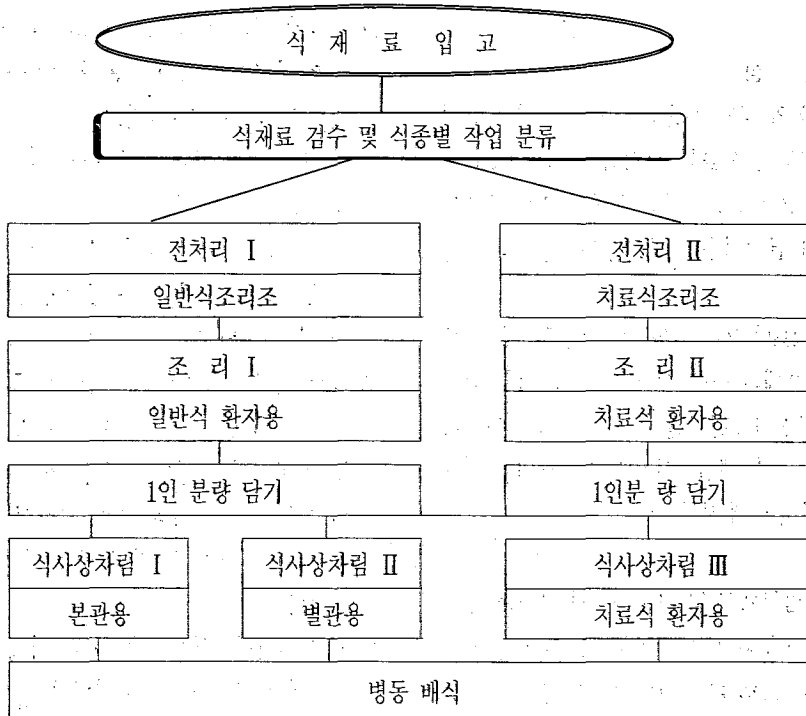 식 재 료 입 고
식재료 검수 및 식종별 작업 분류
전처리 Ⅰ
전처리 Ⅱ
일반식조리조
치료식조리조
조 리 Ⅰ
조 리 Ⅱ
일반식 환자용
치료식 환자용
1인 분량 담기
1인분 량 담기
식사상차림 Ⅰ
식사상차림 Ⅱ
식사상차림 Ⅲ
본관용
별관용
치료식 환자용
병동 배식